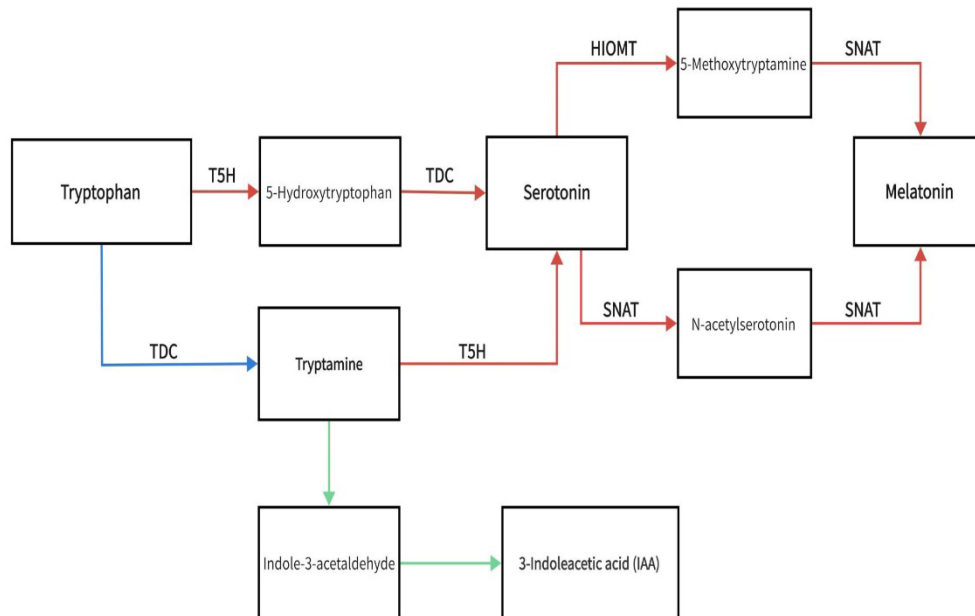 HIOMT
5-Methoxytryptamine
SNAT
Tryptophan
T5H
5-Hydroxytryptophan
TDC
Serotonin
Melatonin
SNAT
N-acetylserotonin
SNAT
TDC
Tryptamine
T5H
Indole-3-acetaldehyde
3-Indoleacetic acid (IAA)